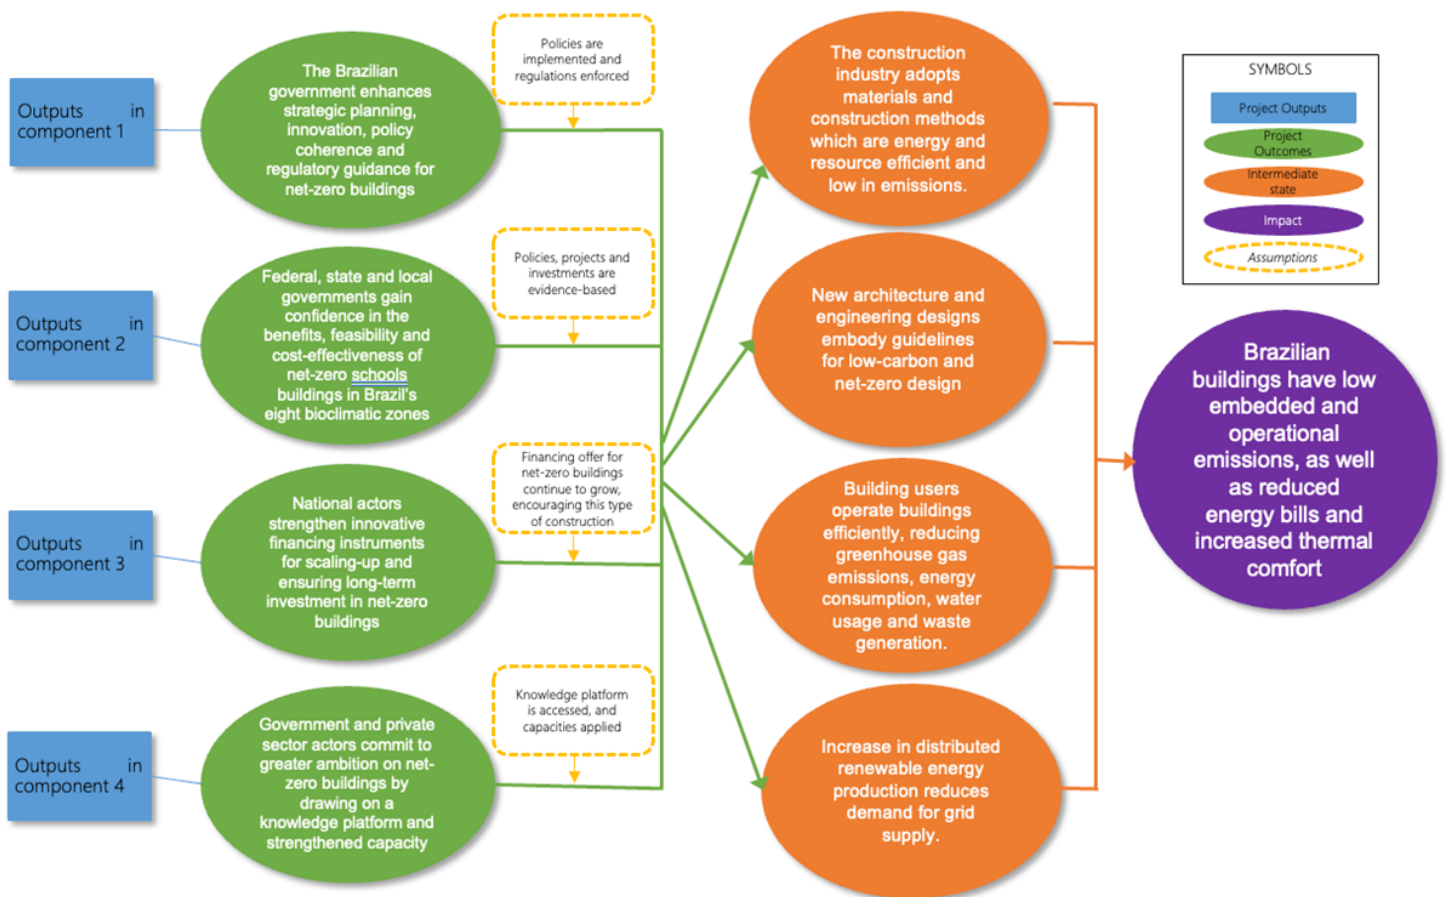 Outputs in
component 1
The Brazilian
government enhances
strategic planning,
innovation, policy
coherence and
regulatory guidance for
net-zero buildings
Policies are
implemented and
regulations enforced
Outputs in
component 2
Federal, state and local
governments gain
confidence in the
benefits, feasibility and
cost-effectiveness of
net-zero schools
buildings in Brazil's
eight bioclimatic zones
Policies, projects and
investments are
evidence-based
Outputs in
component 3
National actors
strengthen innovative
financing instruments
for scaling-up and
ensuring long-term
investment in net-zero
buildings
Financing offer for
net-zero buildings
continue to grow,
encouraging this type
of construction
Outputs in
component 4
Government and private
sector actors commit to
greater ambition on net-
zero buildings by
drawing on a
knowledge platform and
strengthened capacity
Knowledge platform
is accessed, and
capacities applied
The construction
industry adopts
materials and
construction methods
which are energy and
resource efficient and
low in emissions.
New architecture and
engineering designs
embody guidelines
for low-carbon and
net-zero design
Building users
operate buildings
efficiently, reducing
greenhouse gas
emissions, energy
consumption, water
usage and waste
generation.
Increase in distributed
renewable energy
production reduces
demand for grid
supply.
SYMBOLS
Project Outputs
Project
Outcomes
Intermediate
state
Impact
Assumptions
Brazilian
buildings have low
embedded and
operational
emissions, as well
as reduced
energy bills and
increased thermal
comfort